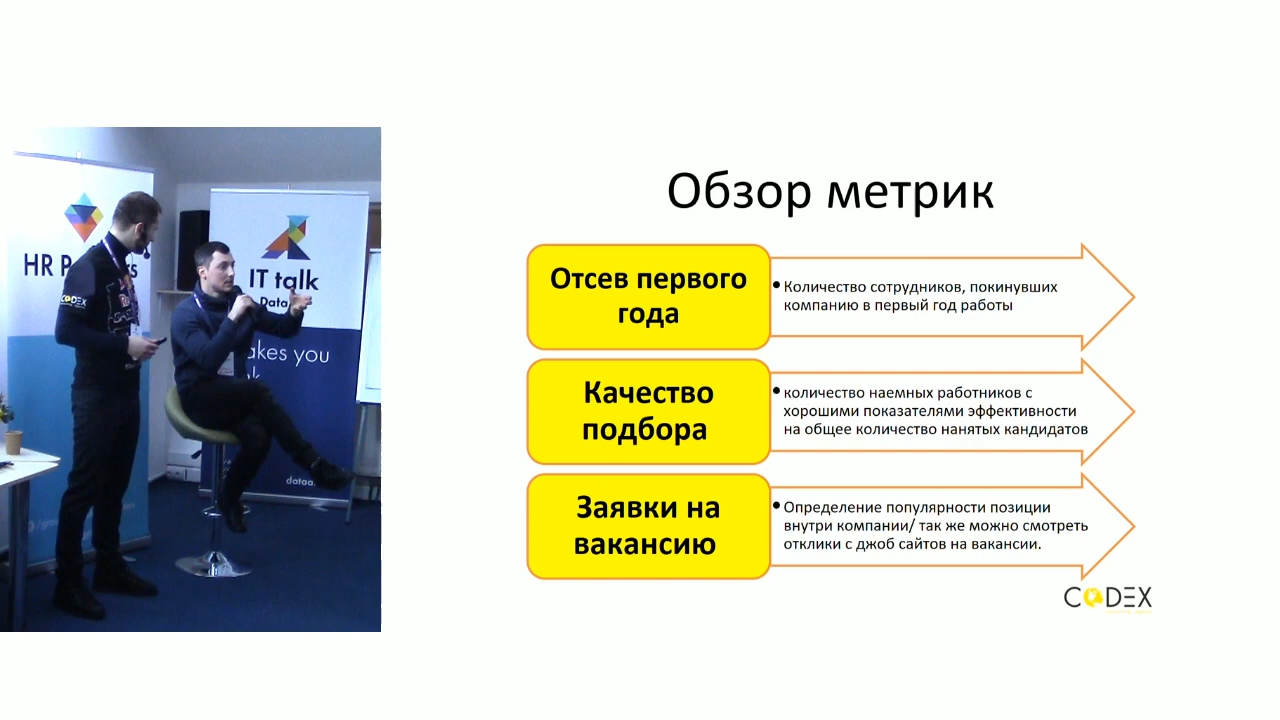 HR P
CODEX
IT talk
Data
akes you
dataa.
Обзор метрик
Отсев первого
года
• Количество сотрудников, покинувших
компанию в первый год работы
Качество
подбора
• количество наемных работников с
хорошими показателями эффективности
на общее количество нанятых кандидатов
Заявки на
вакансию
• Определение популярности позиции
внутри компании/ так же можно смотреть
отклики с джоб сайтов на вакансии.
CODEX